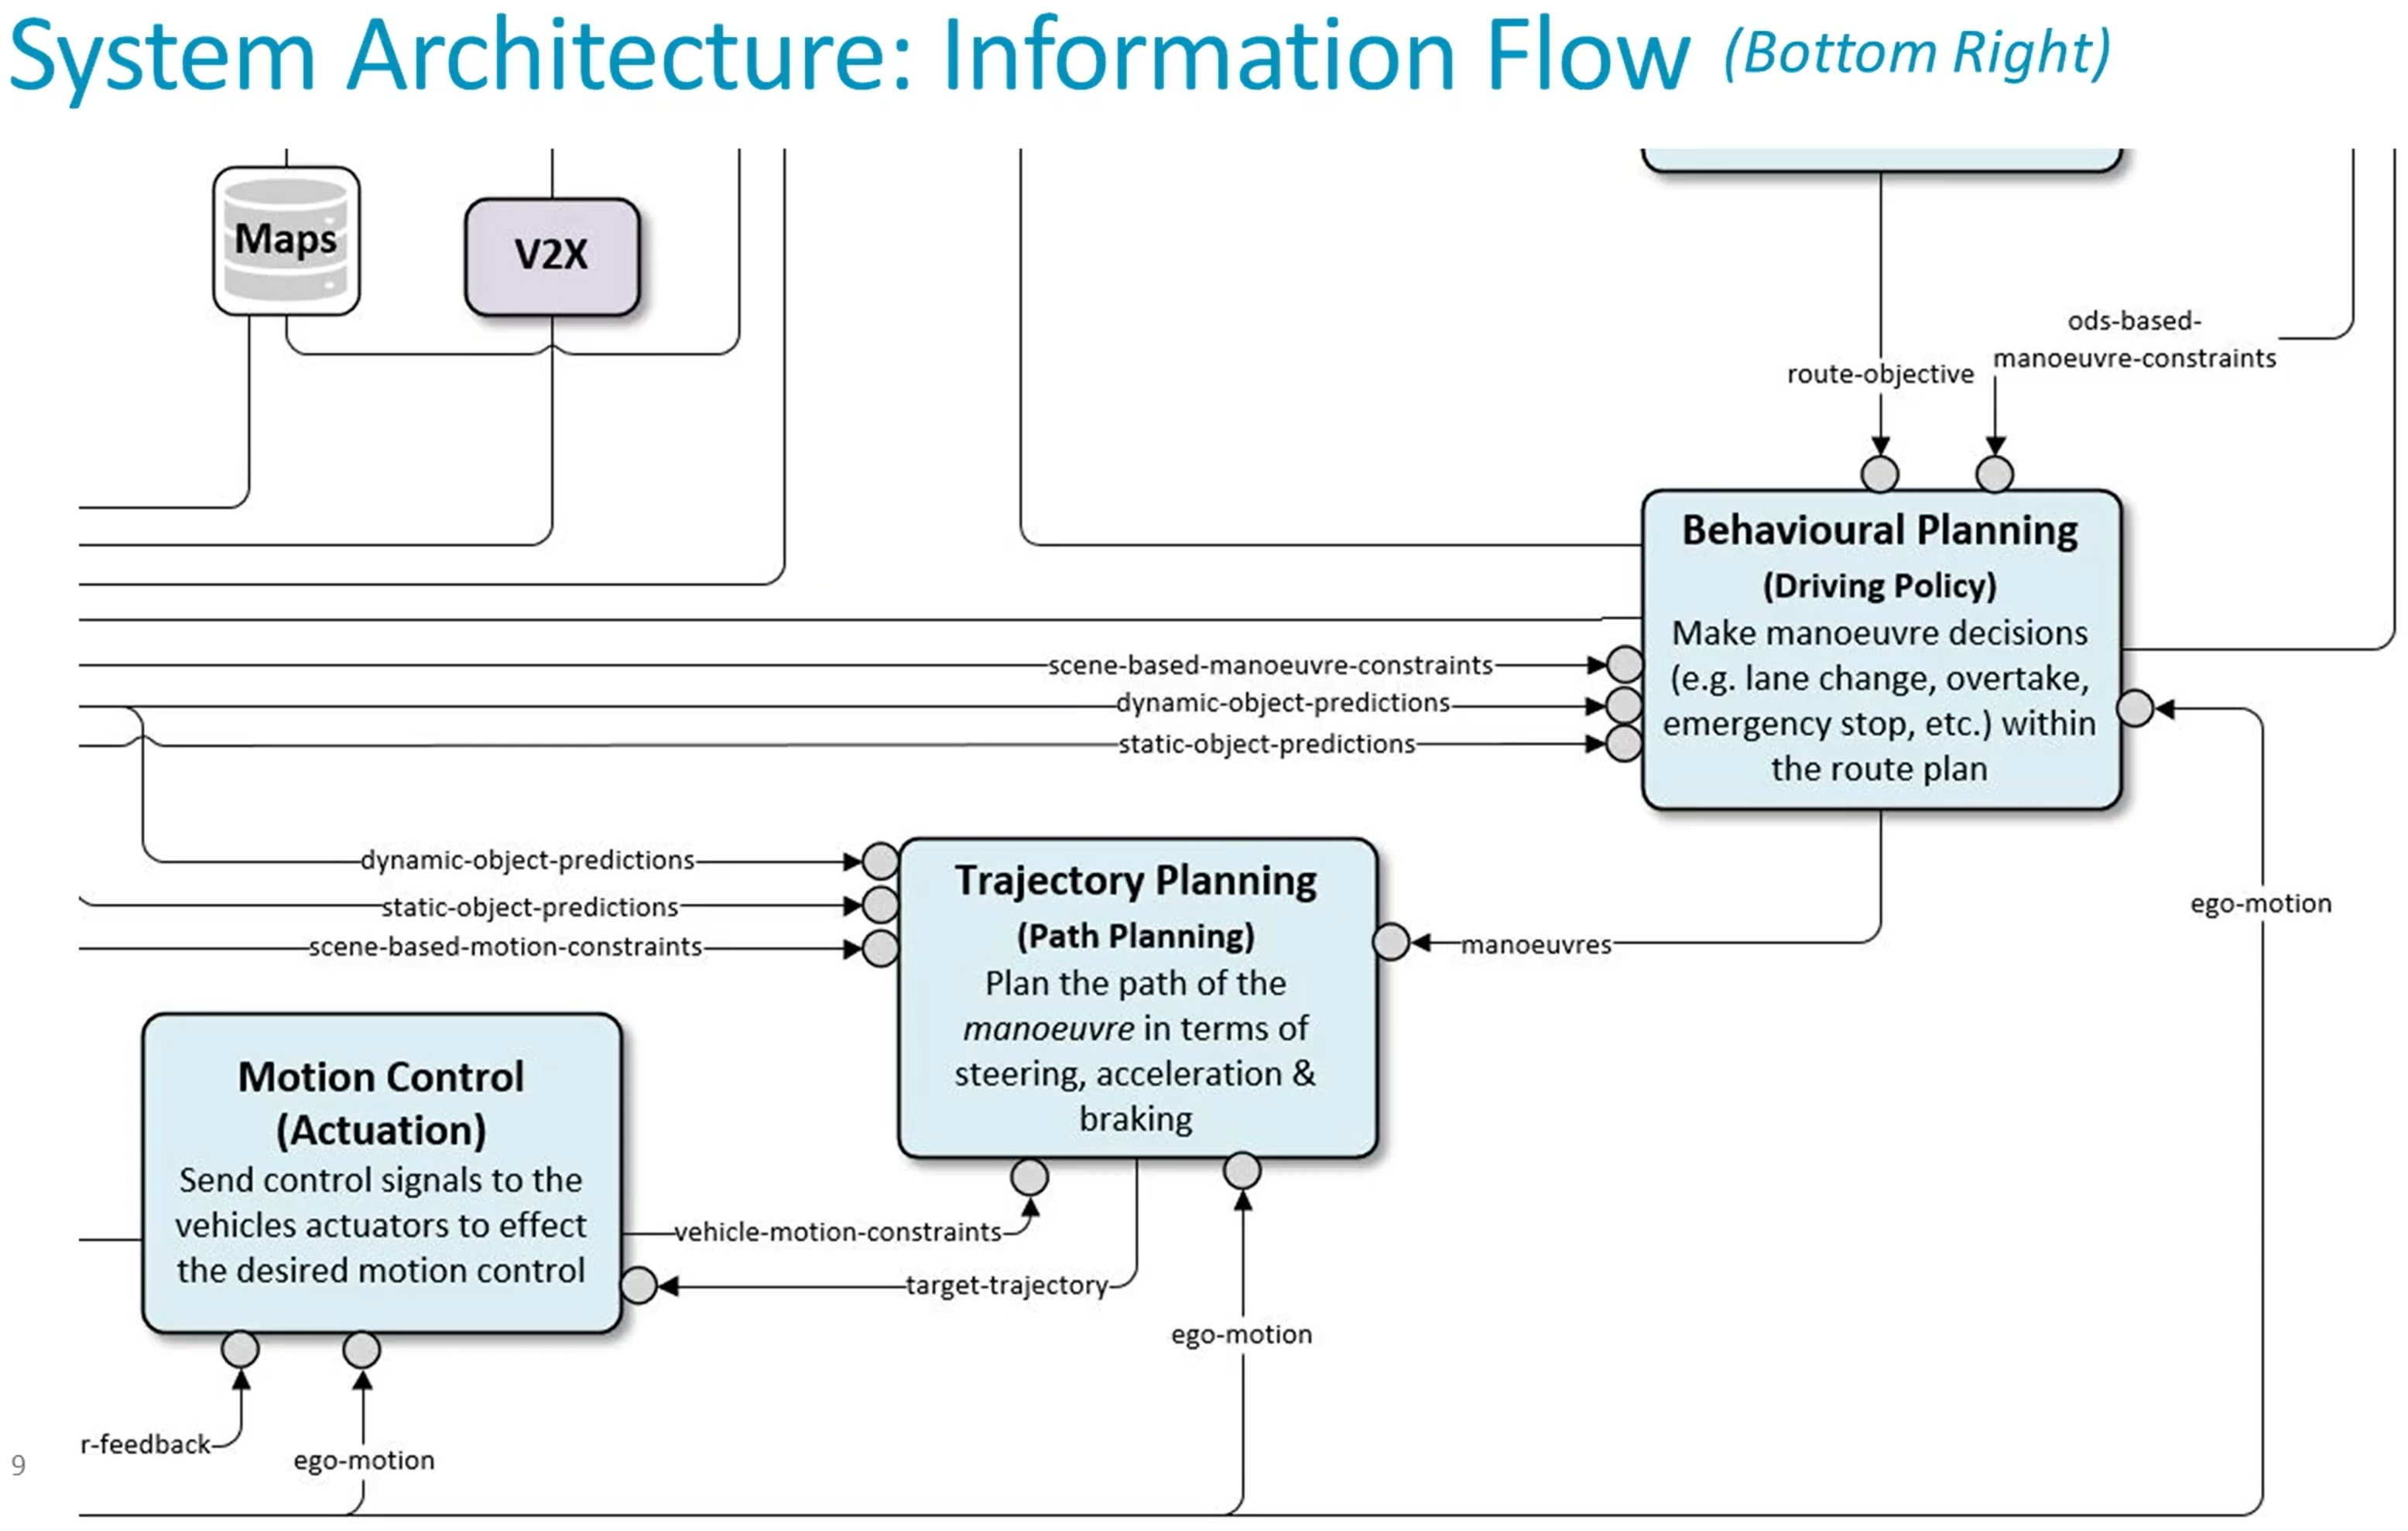 System Architecture: Information Flow (Bottom Right)
Maps
V2X
route-objective
ods-based-
manoeuvre-constraints
Behavioural Planning
(Driving Policy)
Make manoeuvre decisions
(e.g. lane change, overtake,
emergency stop, etc.) within
the route plan
scene-based-manoeuvre-constraints
dynamic-object-predictions
static-object-predictions
dynamic-object-predictions
static-object-predictions
scene-based-motion-constraints
Trajectory Planning
(Path Planning)
Plan the path of the
manoeuvre in terms of
steering, acceleration &
braking
manoeuvres
ego-motion
Motion Control
(Actuation)
Send control signals to the
vehicles actuators to effect
the desired motion control
vehicle-motion-constraints
target-trajectory
ego-motion
r-feedback
ego-motion
9